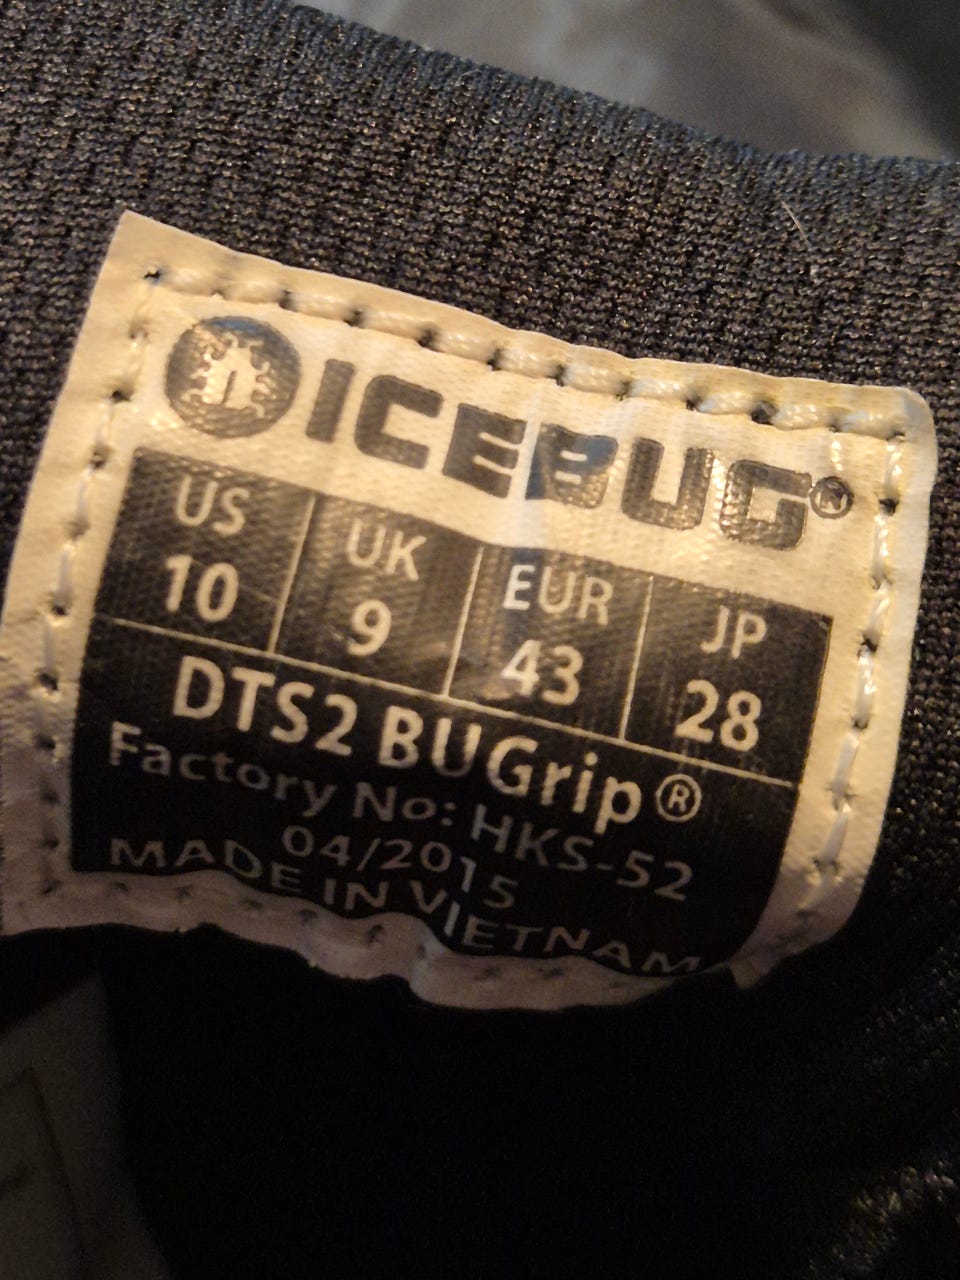 ICEBUG®
US UK EUR JP
10 9 43 28
DTS2 BUGrip®
Factory No: HKS-52
04/2015
MADE IN VIETNAM